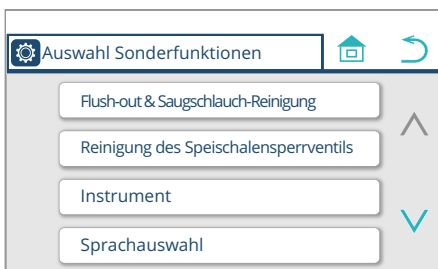 Auswahl Sonderfunktionen
Flush-out & Saugschlauch-Reinigung
Reinigung des Speischalensperrventils
Instrument
Sprachauswahl